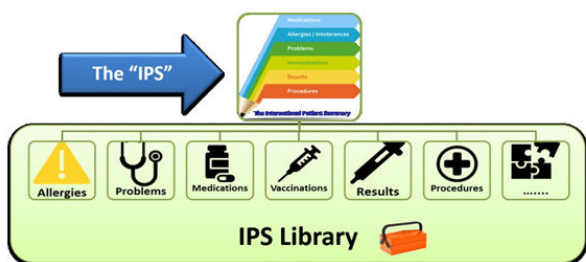 The "IPS"
Medications
Allergies / Intolerances
Problems
Immunizations
Results
Procedures
The International Patient Summary
Allergies
Problems
Medications
Vaccinations
Results
Procedures
.......
IPS Library